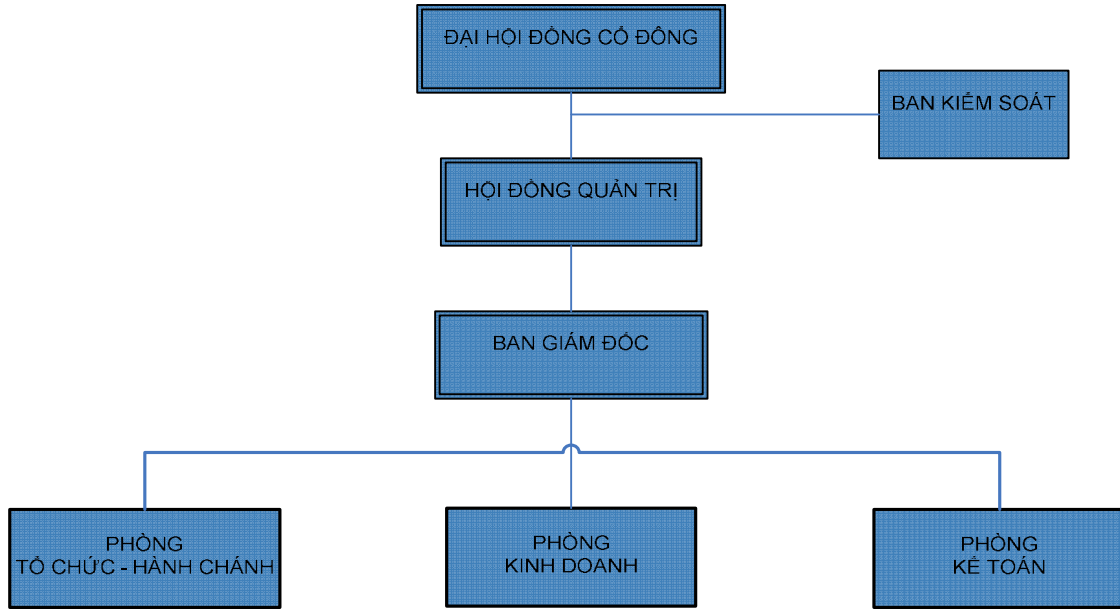 ĐẠI HỘI ĐỒNG CỔ ĐÔNG
BAN KIỂM SOÁT
HỘI ĐỒNG QUẢN TRỊ
BAN GIÁM ĐỐC
PHÒNG
TỔ CHỨC - HÀNH CHÁNH
PHÒNG
KINH DOANH
PHÒNG
KẾ TOÁN